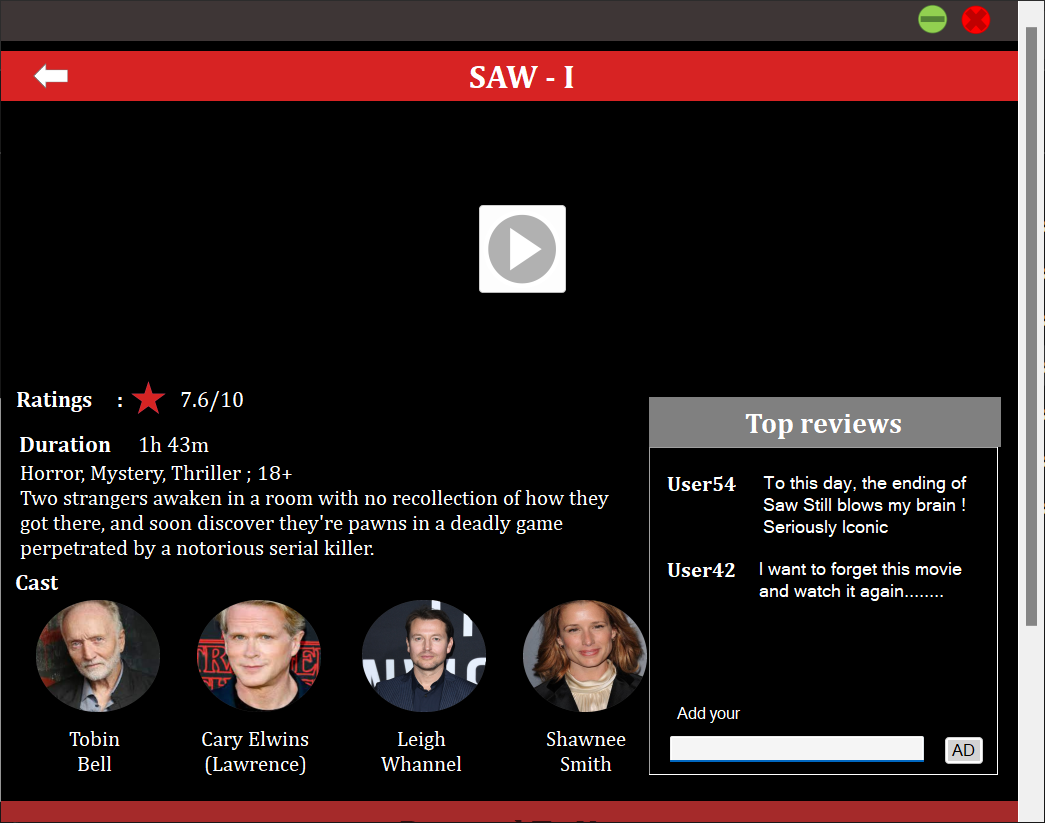 SAW - I
Ratings : 7.6/10
Duration 1h 43m
Horror, Mystery, Thriller ; 18+
Two strangers awaken in a room with no recollection of how they
got there, and soon discover they're pawns in a deadly game
perpetrated by a notorious serial killer.
Cast
Tobin
Bell
Cary Elwins
(Lawrence)
Leigh
Whannel
Shawnee
Smith
Top reviews
User54
To this day, the ending of
Saw Still blows my brain !
Seriously Iconic
User42
I want to forget this movie
and watch it again........
Add your
AD